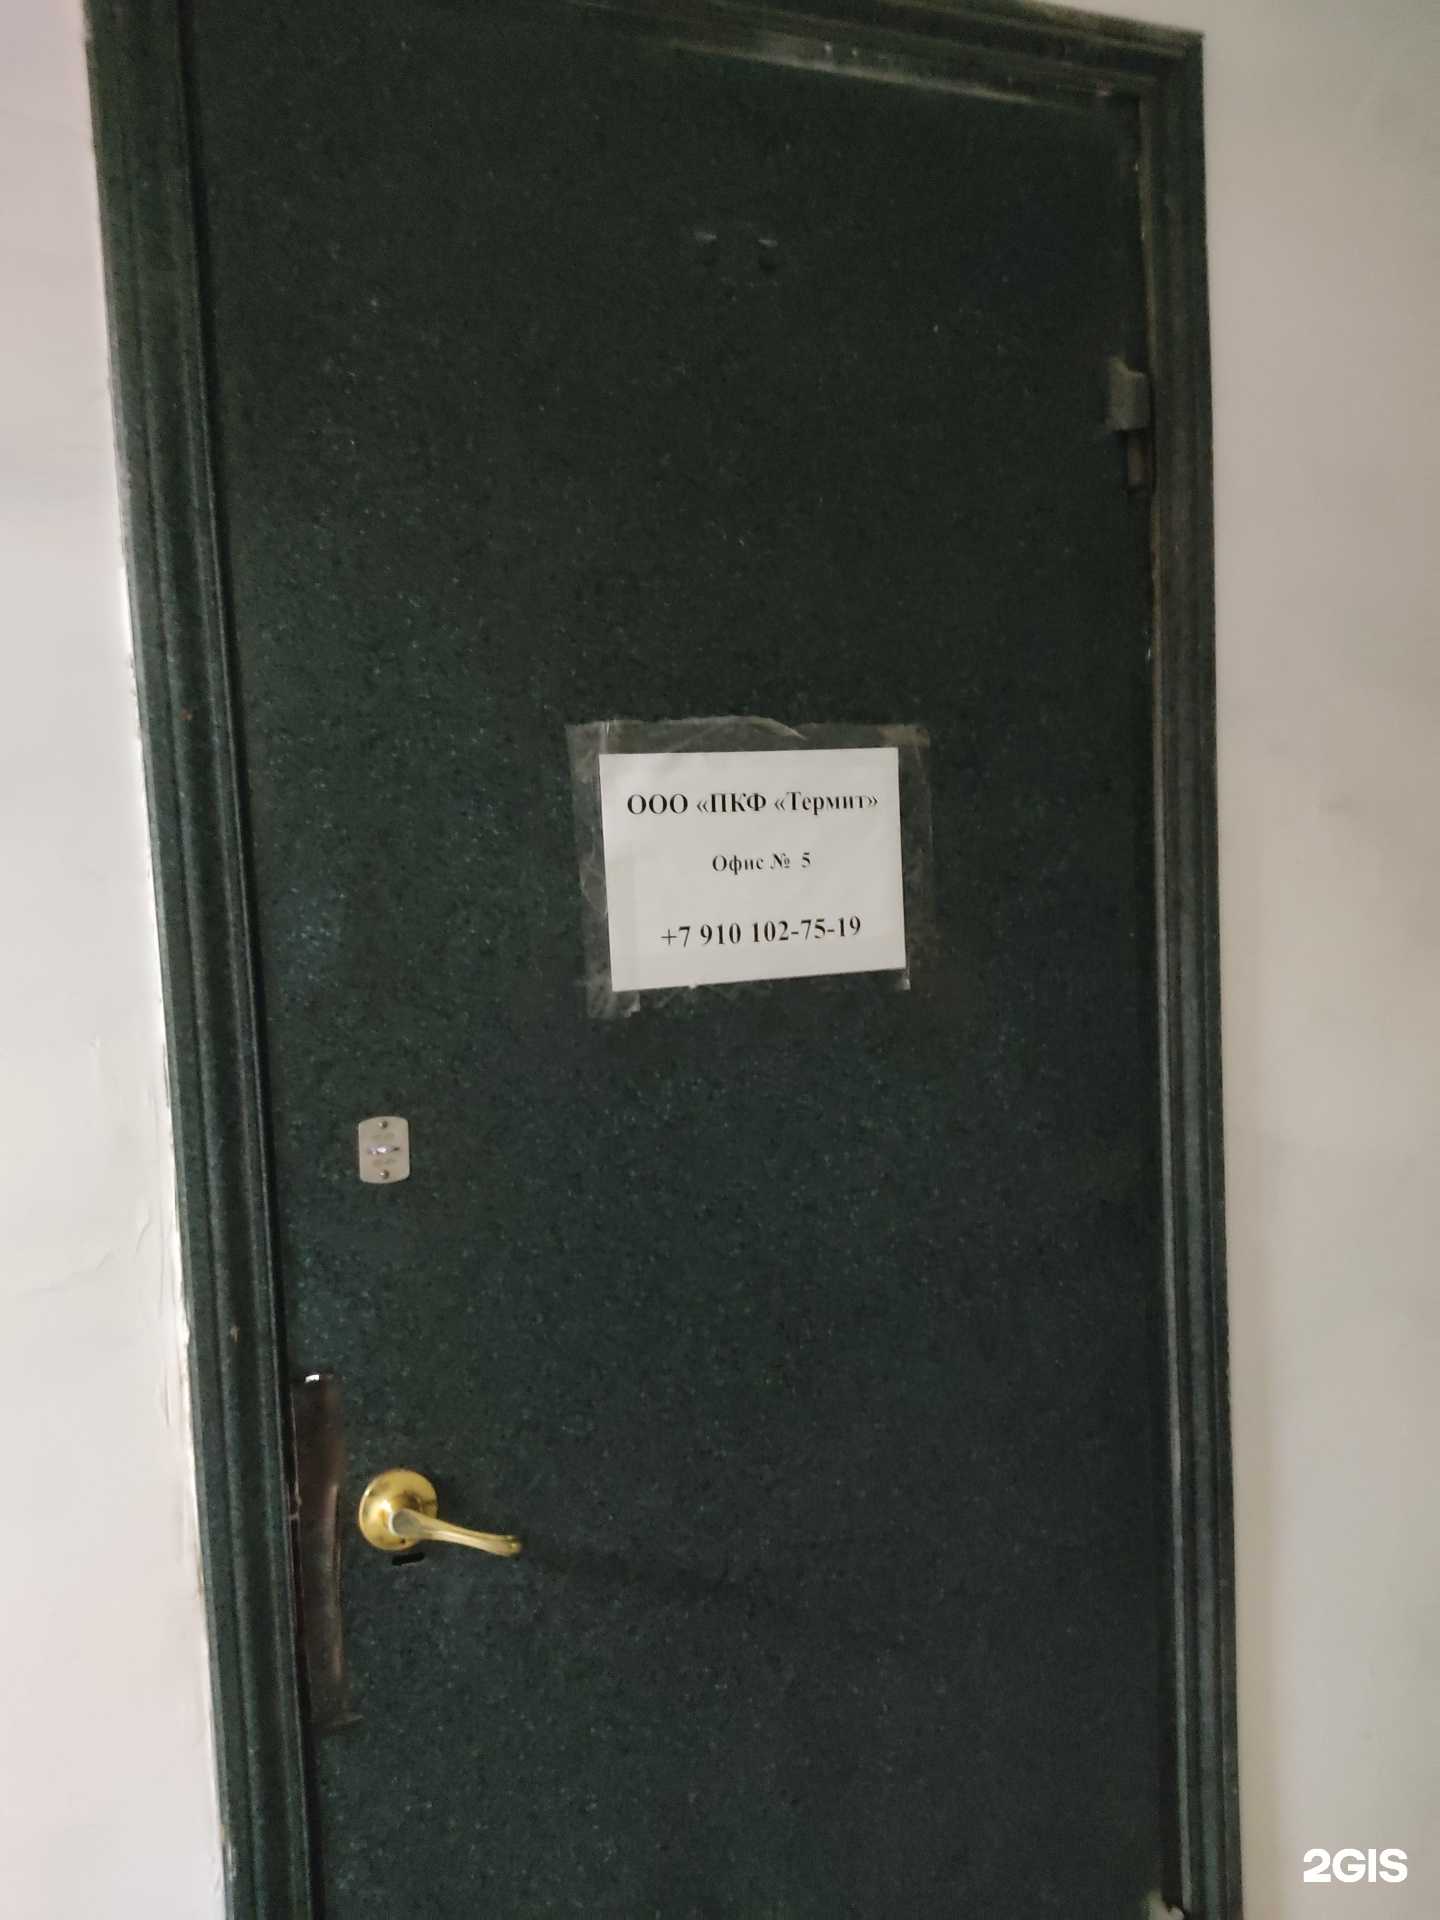 ООО «ПКФ «Термит»
Офис № 5
+7 910 102-75-19
2GIS